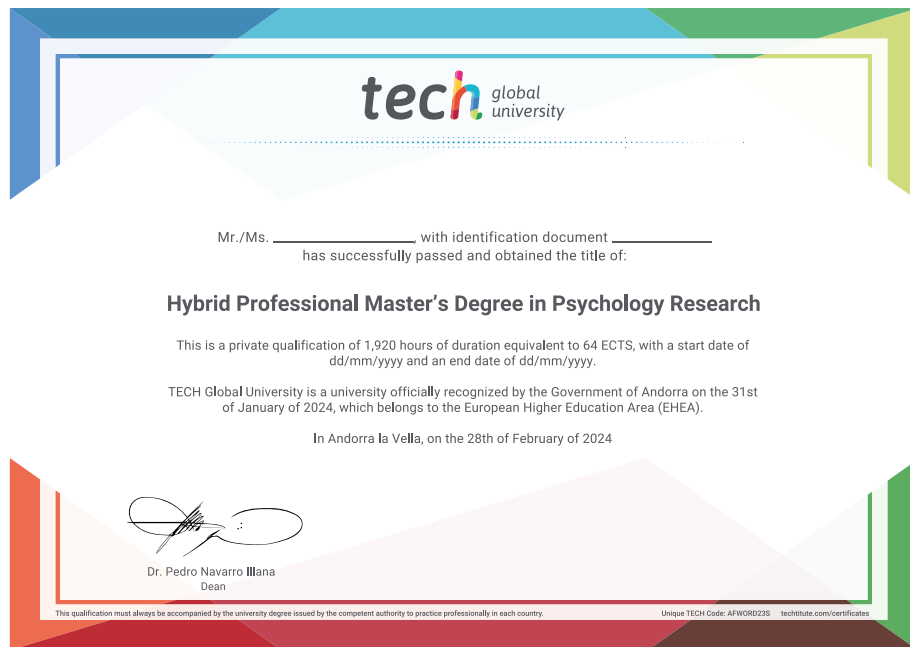 tech global
university
Mr./Ms. ______________, with identification document __________
has successfully passed and obtained the title of:
Hybrid Professional Master's Degree in Psychology Research
This is a private qualification of 1,920 hours of duration equivalent to 64 ECTS, with a start date of
dd/mm/yyyy and an end date of dd/mm/yyyy.
TECH Global University is a university officially recognized by the Government of Andorra on the 31st
of January of 2024, which belongs to the European Higher Education Area (EHEA).
In Andorra la Vella, on the 28th of February of 2024
Dr. Pedro Navarro Illana
Dean
This qualification must always be accompanied by the university degree issued by the competent authority to practice professionally in each country.
Unique TECH Code: AFWORD23S techtitute.com/certificates